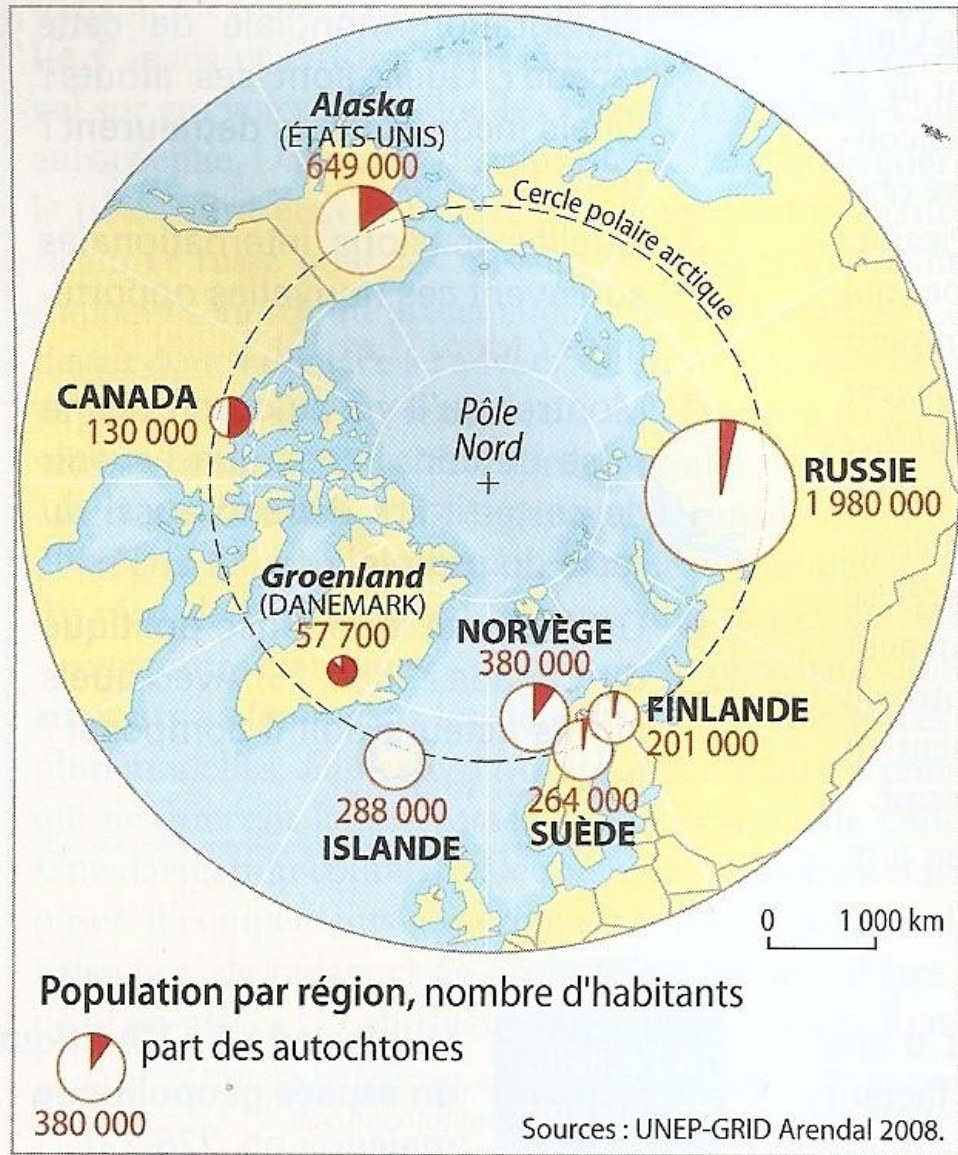 Alaska
(ÉTATS-UNIS)
649 000
Cercle polaire arctique
CANADA
130 000
Pôle
Nord
RUSSIE
1 980 000
Groenland
(DANEMARK)
57 700
NORVÈGE
380 000
FINLANDE
201 000
288 000
ISLANDE
264 000
SUÈDE
0 1 000 km
Population par région, nombre d'habitants
part des autochtones
380 000
Sources : UNEP-GRID Arendal 2008.